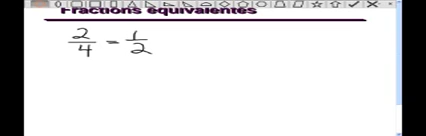 Fractions équivalentes
2/4 = 1/2